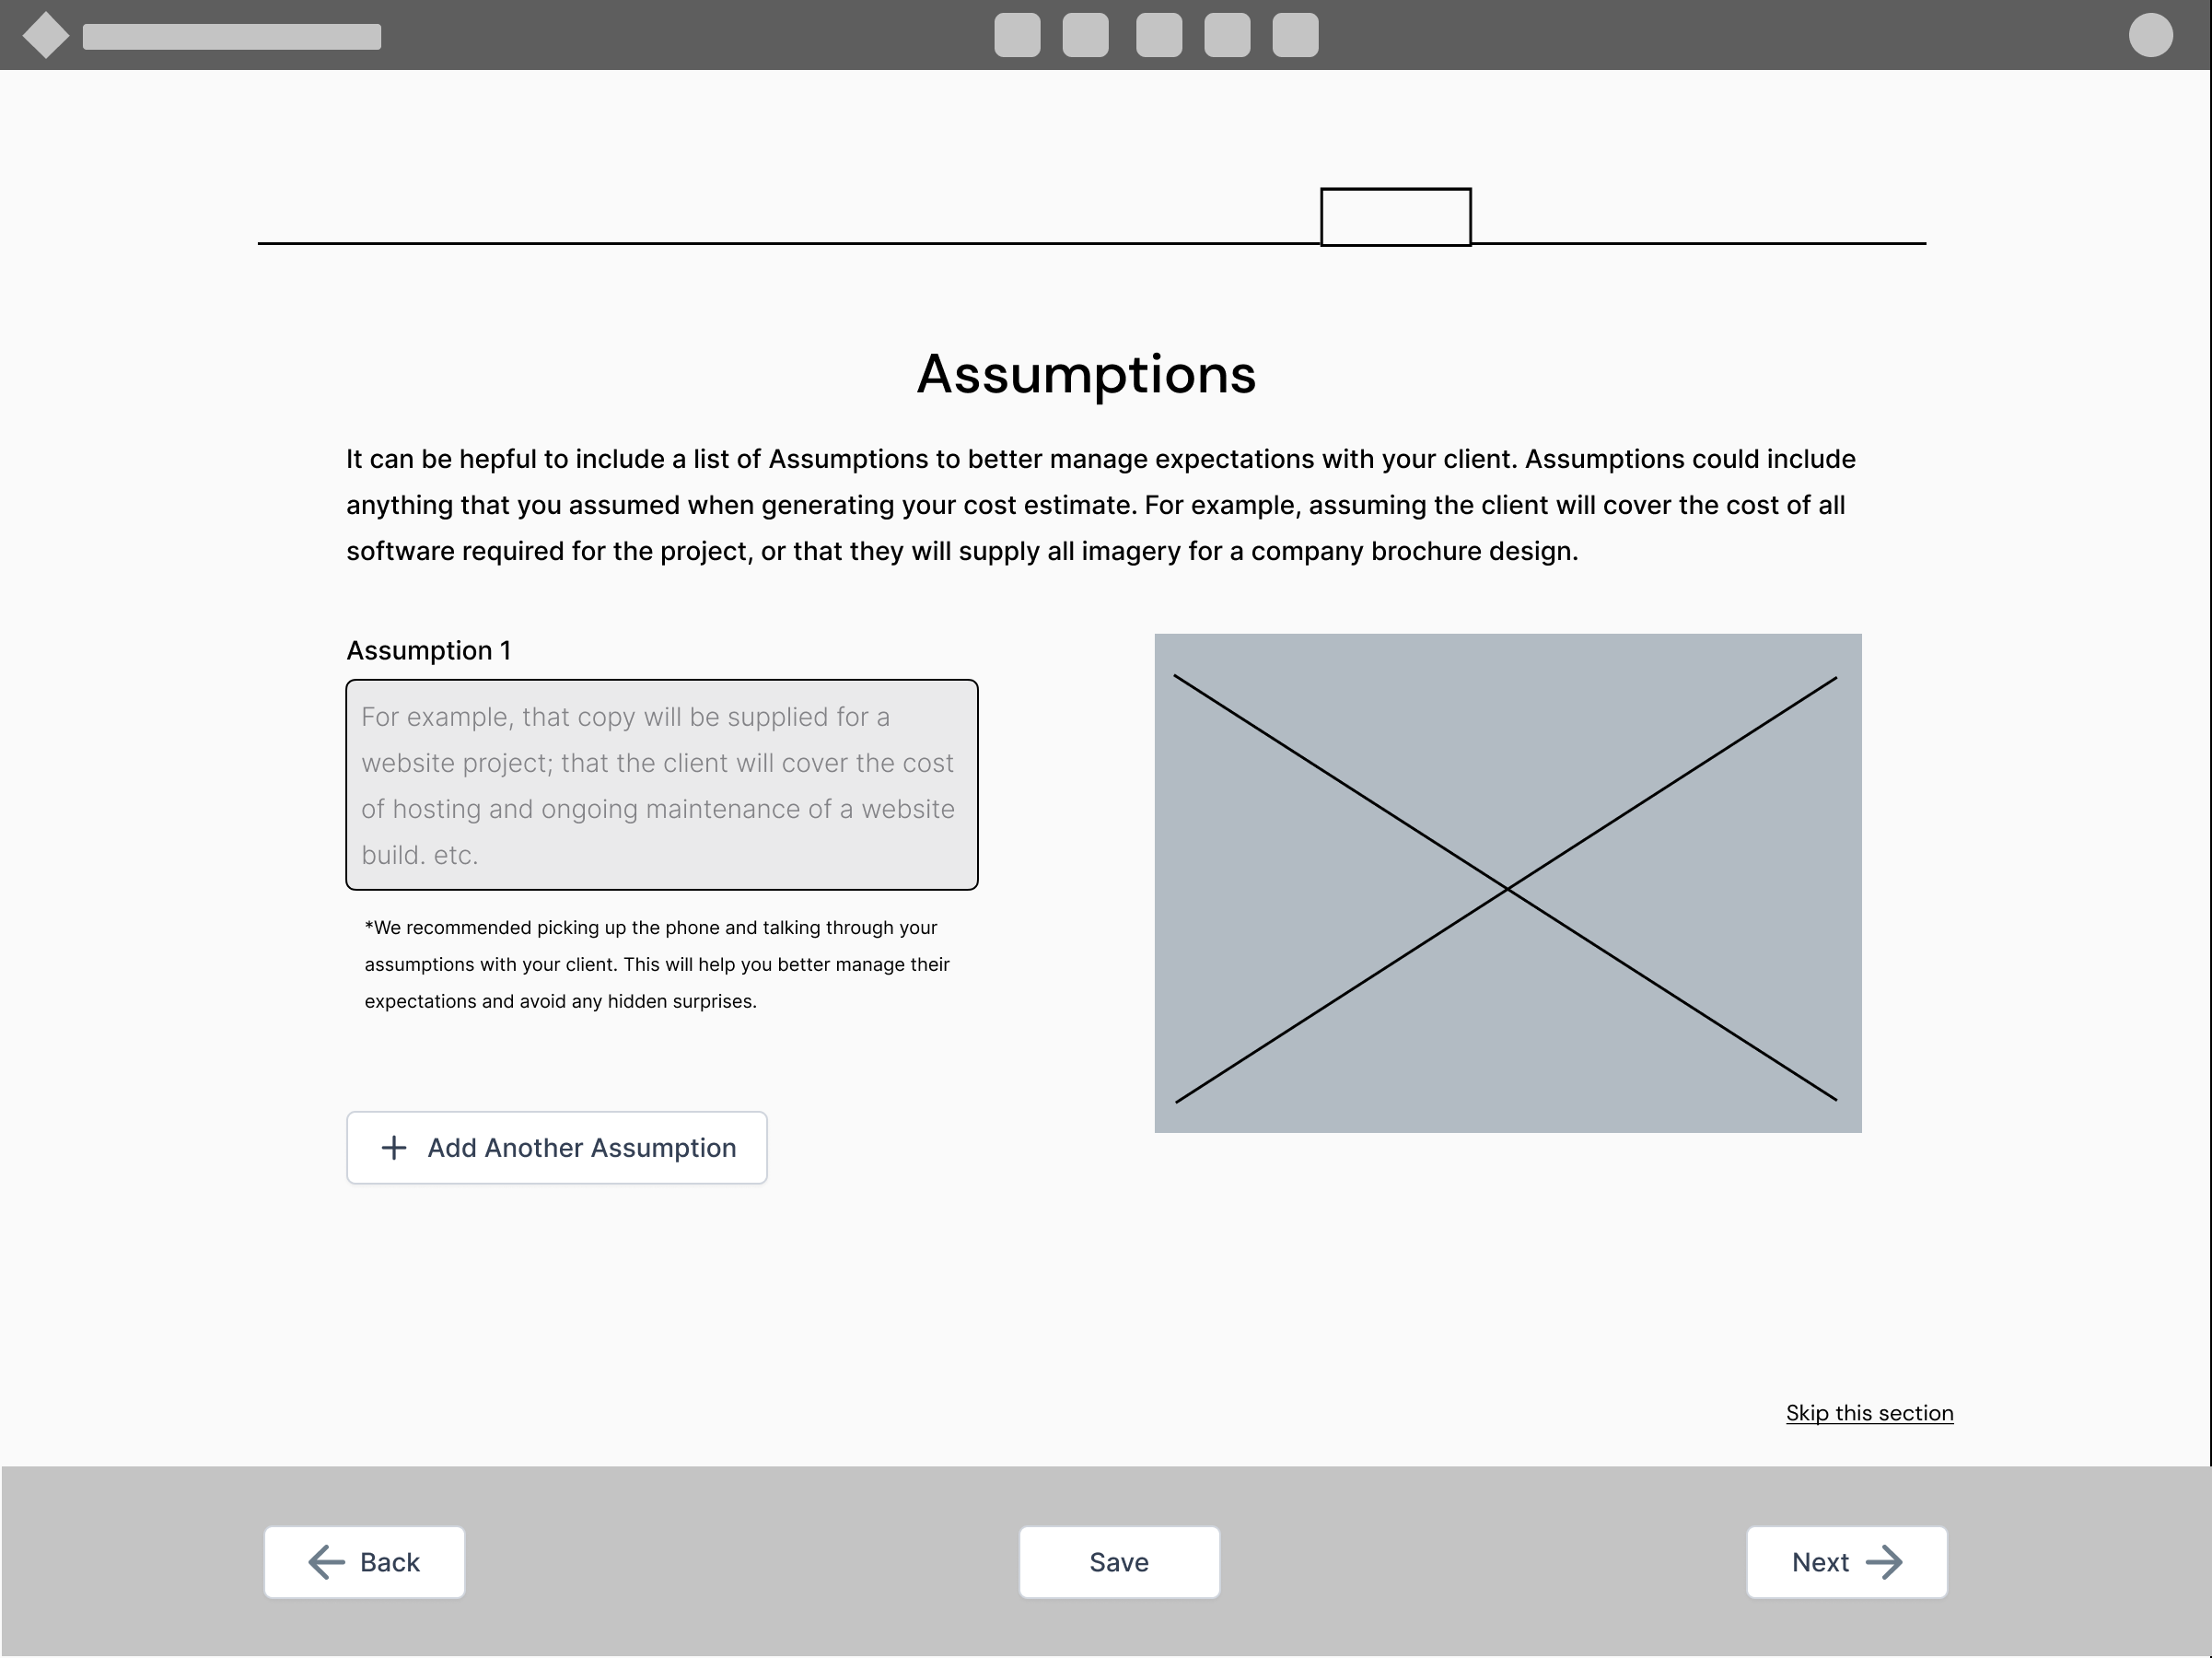 Assumptions
It can be hepful to include a list of Assumptions to better manage expectations with your client. Assumptions could include
anything that you assumed when generating your cost estimate. For example, assuming the client will cover the cost of all
software required for the project, or that they will supply all imagery for a company brochure design.
Assumption 1
For example, that copy will be supplied for a
website project; that the client will cover the cost
of hosting and ongoing maintenance of a website
build. etc.
*We recommended picking up the phone and talking through your
assumptions with your client. This will help you better manage their
expectations and avoid any hidden surprises.
Add Another Assumption
Skip this section
Back
Save
Next